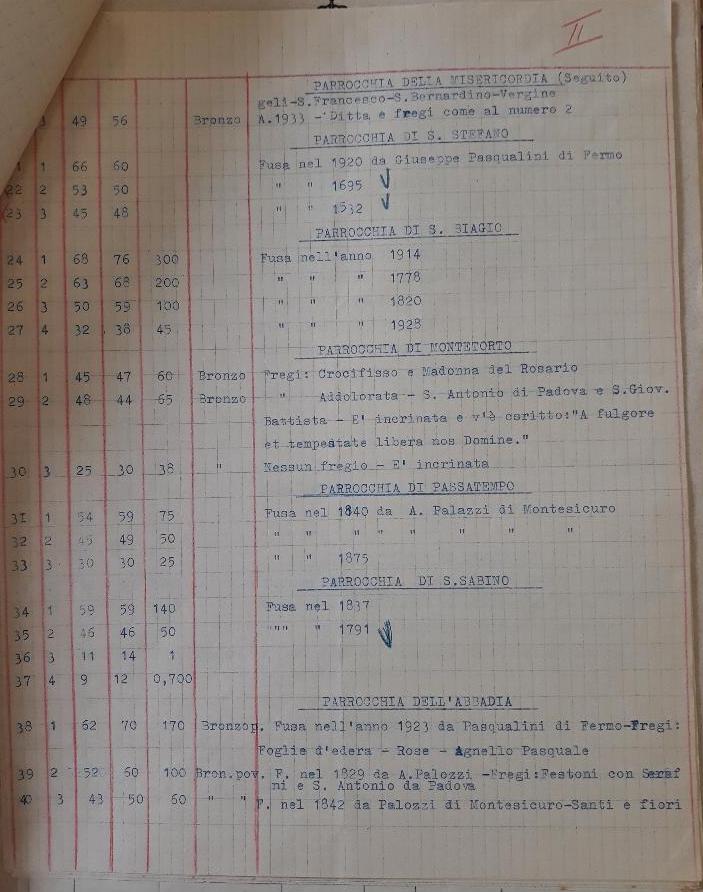 II
PARROCCHIA DELLA MISERICORDIA (Seguito)
geli-S.Francesco-S.Bernardino-Vergine
3 49 56 Bronzo A.1933 - Ditta e fregi come al numero 2
PARROCCHIA DI S. STEFANO
1 66 60 Fusa nel 1920 da Giuseppe Pasqualini di Fermo
22 2 53 50 " " 1695
23 3 45 48 " " 1532
PARROCCHIA DI S. BIAGIO
24 1 68 76 300 Fusa nell'anno 1914
25 2 63 68 200 " " " 1778
26 3 50 59 100 " " " 1820
27 4 32 38 45 " " " 1928
PARROCCHIA DI MONTETORTO
28 1 45 47 60 Bronzo Fregi: Crocifisso e Madonna del Rosario
29 2 48 44 65 Bronzo " Addolorata - S. Antonio di Padova e S.Giov.
Battista - E' incrinata e v'è scritto:"A fulgore
et tempestate libera nos Domine."
30 3 25 30 38 " Nessun fregio - E' incrinata
PARROCCHIA DI PASSATEMPO
31 1 54 59 75 Fusa nel 1840 da A. Palazzi di Montesicuro
32 2 45 49 50 " " " " " " "
33 3 30 30 25 " " 1875
PARROCCHIA DI S.SABINO
34 1 59 59 140 Fusa nel 1837
35 2 46 46 50 """ " 1791
36 3 11 14 1
37 4 9 12 0,700
PARROCCHIA DELL'ABBADIA
38 1 62 70 170 Bronzop. Fusa nell'anno 1923 da Pasqualini di Fermo-Fregi:
Foglie d'edera - Rose - Agnello Pasquale
39 2 52 60 100 Bron.pov. F. nel 1829 da A.Palozzi -Fregi:Festoni con Seraf
ni e S. Antonio da Padova
40 3 43 50 60 " " F. nel 1842 da Palozzi di Montesicuro-Santi e fiori